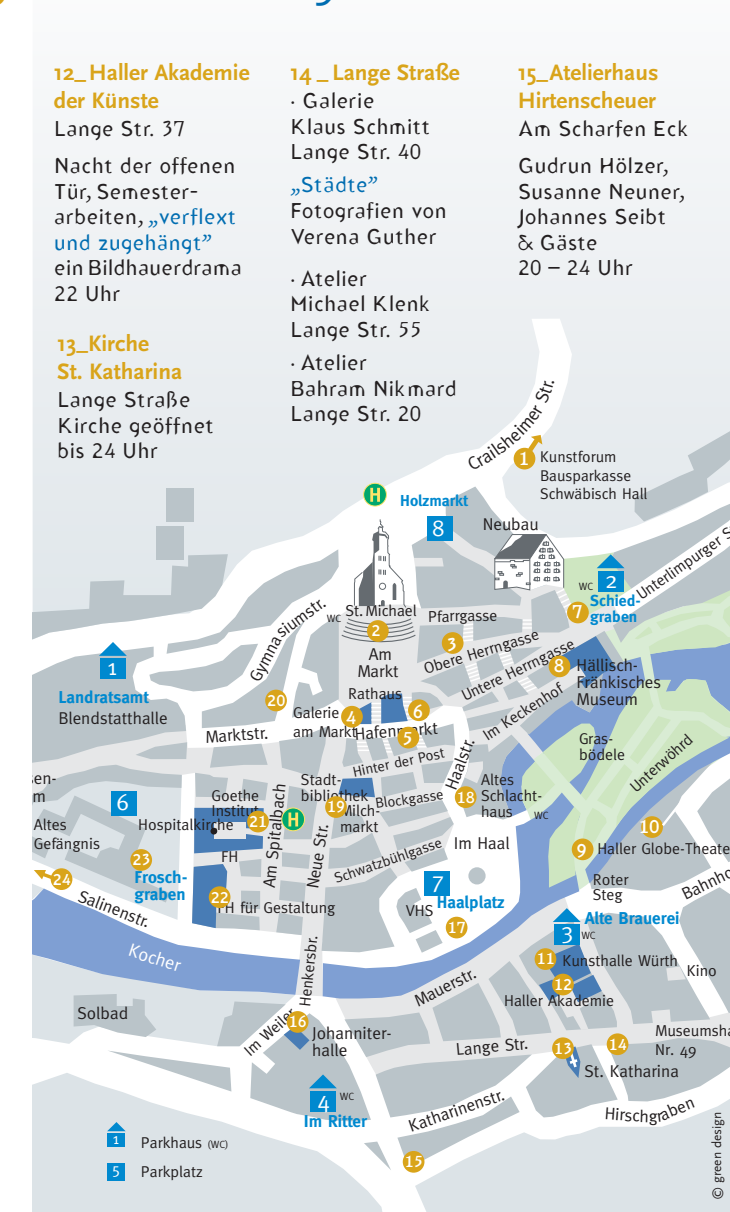 12_Haller Akademie
der Künste
Lange Str. 37
Nacht der offenen
Tür, Semester-
arbeiten, „verflext
und zugehängt”
ein Bildhauerdrama
22 Uhr
13_Kirche
St. Katharina
Lange Straße
Kirche geöffnet
bis 24 Uhr
14_Lange Straße
· Galerie
Klaus Schmitt
Lange Str. 40
„Städte”
Fotografien von
Verena Guther
· Atelier
Michael Klenk
Lange Str. 55
· Atelier
Bahram Nikmard
Lange Str. 20
15_Atelierhaus
Hirtenscheuer
Am Scharfen Eck
Gudrun Hölzer,
Susanne Neuner,
Johannes Seibt
& Gäste
20 – 24 Uhr
Crailsheimer Str.
1
Kunstforum
Bausparkasse
Schwäbisch Hall
H
Holzmarkt
8
Neubau
WC
2
Unterlimpurger S
Schied-
graben
7
Gymnasiumstr.
WC
St. Michael
2
Am
Markt
Pfarrgasse
3
Obere Herrngasse
Untere Herrngasse
8
Hällisch-
Fränkisches
Museum
1
Landratsamt
Blendstatthalle
20
Rathaus
Galerie
am Markt
4
6
Hafenmarkt
5
Im Keckenhof
Marktstr.
Hinter der Post
Haalstr.
Gras-
bödele
Unterwöhrd
sen-
m
6
Altes
Gefängnis
Hospitalkirche
Goethe
Institut
21
H
Am Spitalbach
Stadt-
bibliothek
19
Milch-
markt
Blockgasse
18
Altes
Schlacht-
haus
WC
10
9
Haller Globe-Theate
23
Frosch-
graben
24
FH
22
FH für Gestaltung
Neue Str.
Schwatzbühlgasse
Im Haal
7
Haalplatz
VHS
17
Roter
Steg
Bahnho
Salinenstr.
Kocher
Henkersbr.
Alte Brauerei
3
WC
11
Kunsthalle Würth
12
Haller Akademie
Kino
Mauerstr.
Solbad
Im Weiler
16
Johanniter-
halle
Lange Str.
13
14
Museumsha
Nr. 49
St. Katharina
4
WC
Im Ritter
Katharinenstr.
Hirschgraben
15
1
Parkhaus (WC)
5
Parkplatz
© green design